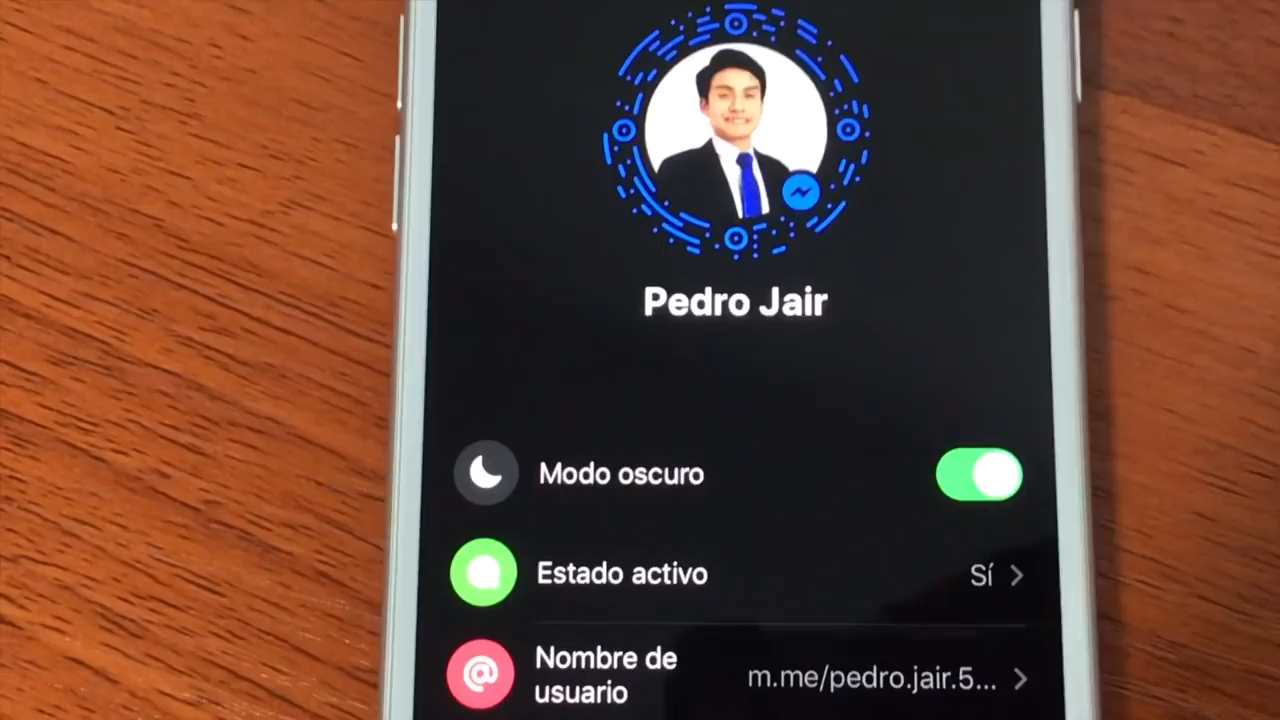 Pedro Jair
Modo oscuro
Estado activo
Sí
Nombre de
usuario
m.me/pedro.jair.5...